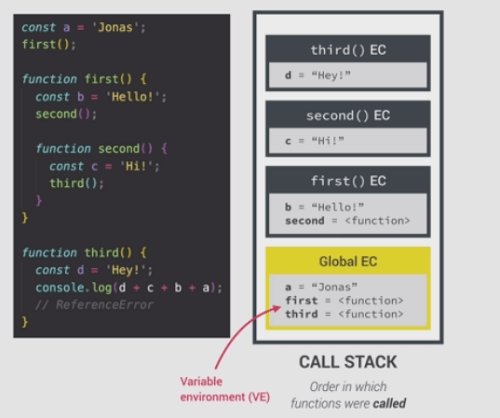 const a = 'Jonas';
first();
function first() {
const b = 'Hello!';
second();
function second() {
const c = 'Hi!';
third();
}
}
function third() {
const d = 'Hey!';
console.log(d + c + b + a);
// ReferenceError
}
third() EC
d = "Hey!"
second() EC
c = "Hi!"
first() EC
b = "Hello!"
second = <function>
Global EC
a = "Jonas"
first = <function>
third = <function>
Variable
environment (VE)
CALL STACK
Order in which
functions were called